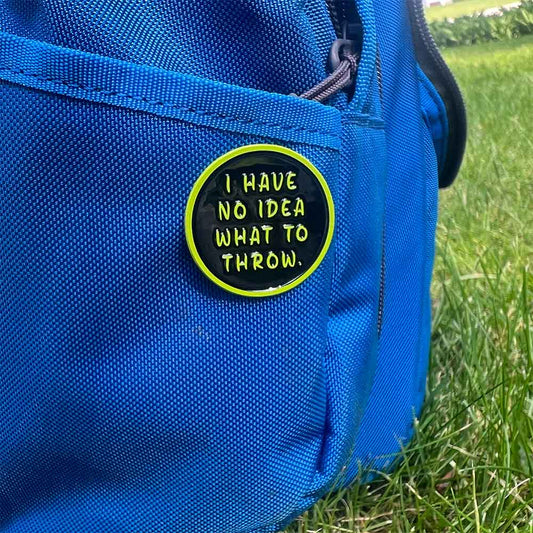 I HAVE
NO IDEA
WHAT TO
THROW.